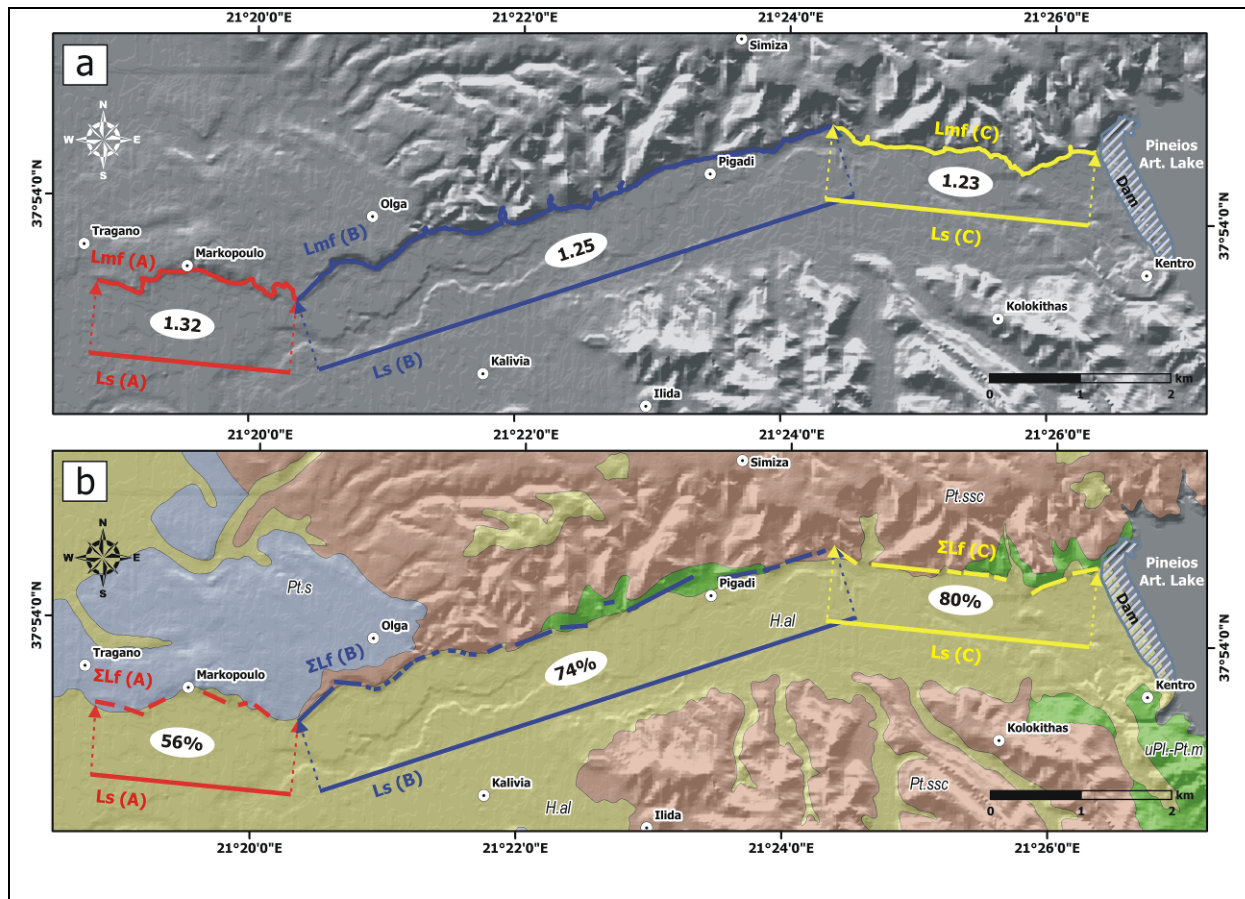 21°20'0"E
21°22'0"E
21°24'0"E
21°26'0"E
a
Simiza
N
W E
S
Lmf (C)
Pineios
Art. Lake
Pigadi
1.23
Dam
37°54'0"N
37°54'0"N
Olga
Lmf (B)
Tragano
Markopoulo
Lmf (A)
1.25
Ls (C)
Kentro
1.32
Kolokithas
Ls (A)
Ls (B)
Kalivia
km
0 1 2
Ilida
21°20'0"E
21°22'0"E
21°24'0"E
21°26'0"E
b
Simiza
Pt.ssc
N
W E
S
ΣLf (C)
Pineios
Art. Lake
Pt.s
Pigadi
80%
Dam
37°54'0"N
37°54'0"N
H.al
Olga
ΣLf (B)
Tragano
Markopoulo
ΣLf (A)
74%
Ls (C)
Kentro
56%
Kolokithas
uPl.-Pt.m
Ls (A)
Ls (B)
Kalivia
Pt.ssc
km
0 1 2
H.al
Ilida
21°20'0"E
21°22'0"E
21°24'0"E
21°26'0"E